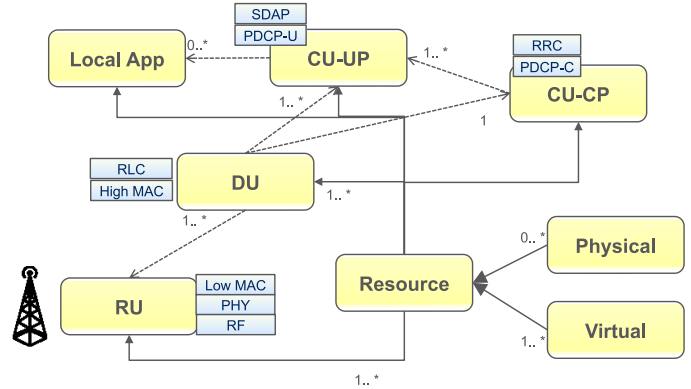 SDAP
PDCP-U
0..*
Local App
CU-UP
1..*
RRC
PDCP-C
CU-CP
1..*
1
RLC
High MAC
DU
1..*
1..*
0..*
Physical
Low MAC
RU
PHY
RF
Resource
Virtual
1..*
1..*